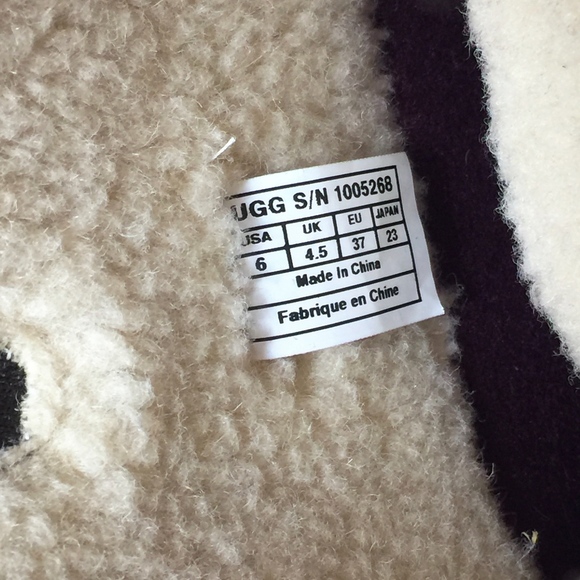 UGG S/N 1005268
USA UK EU JAPAN
6 4.5 37 23
Made In China
Fabrique en Chine